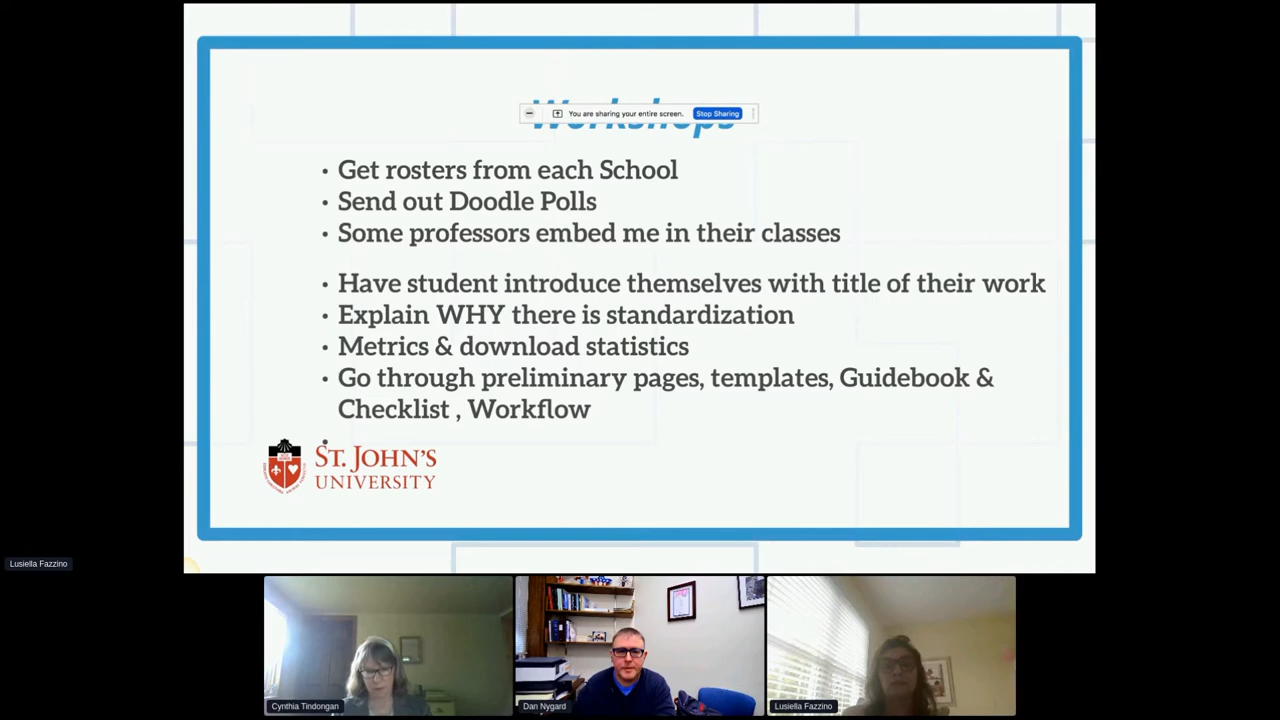 Workshops
You are sharing your entire screen. Stop Sharing
• Get rosters from each School
• Send out Doodle Polls
• Some professors embed me in their classes
• Have student introduce themselves with title of their work
• Explain WHY there is standardization
• Metrics & download statistics
• Go through preliminary pages, templates, Guidebook &
Checklist , Workflow
•
ST. JOHN'S
UNIVERSITY
Lusiella Fazzino
Cynthia Tindongan
Dan Nygard
Lusiella Fazzino